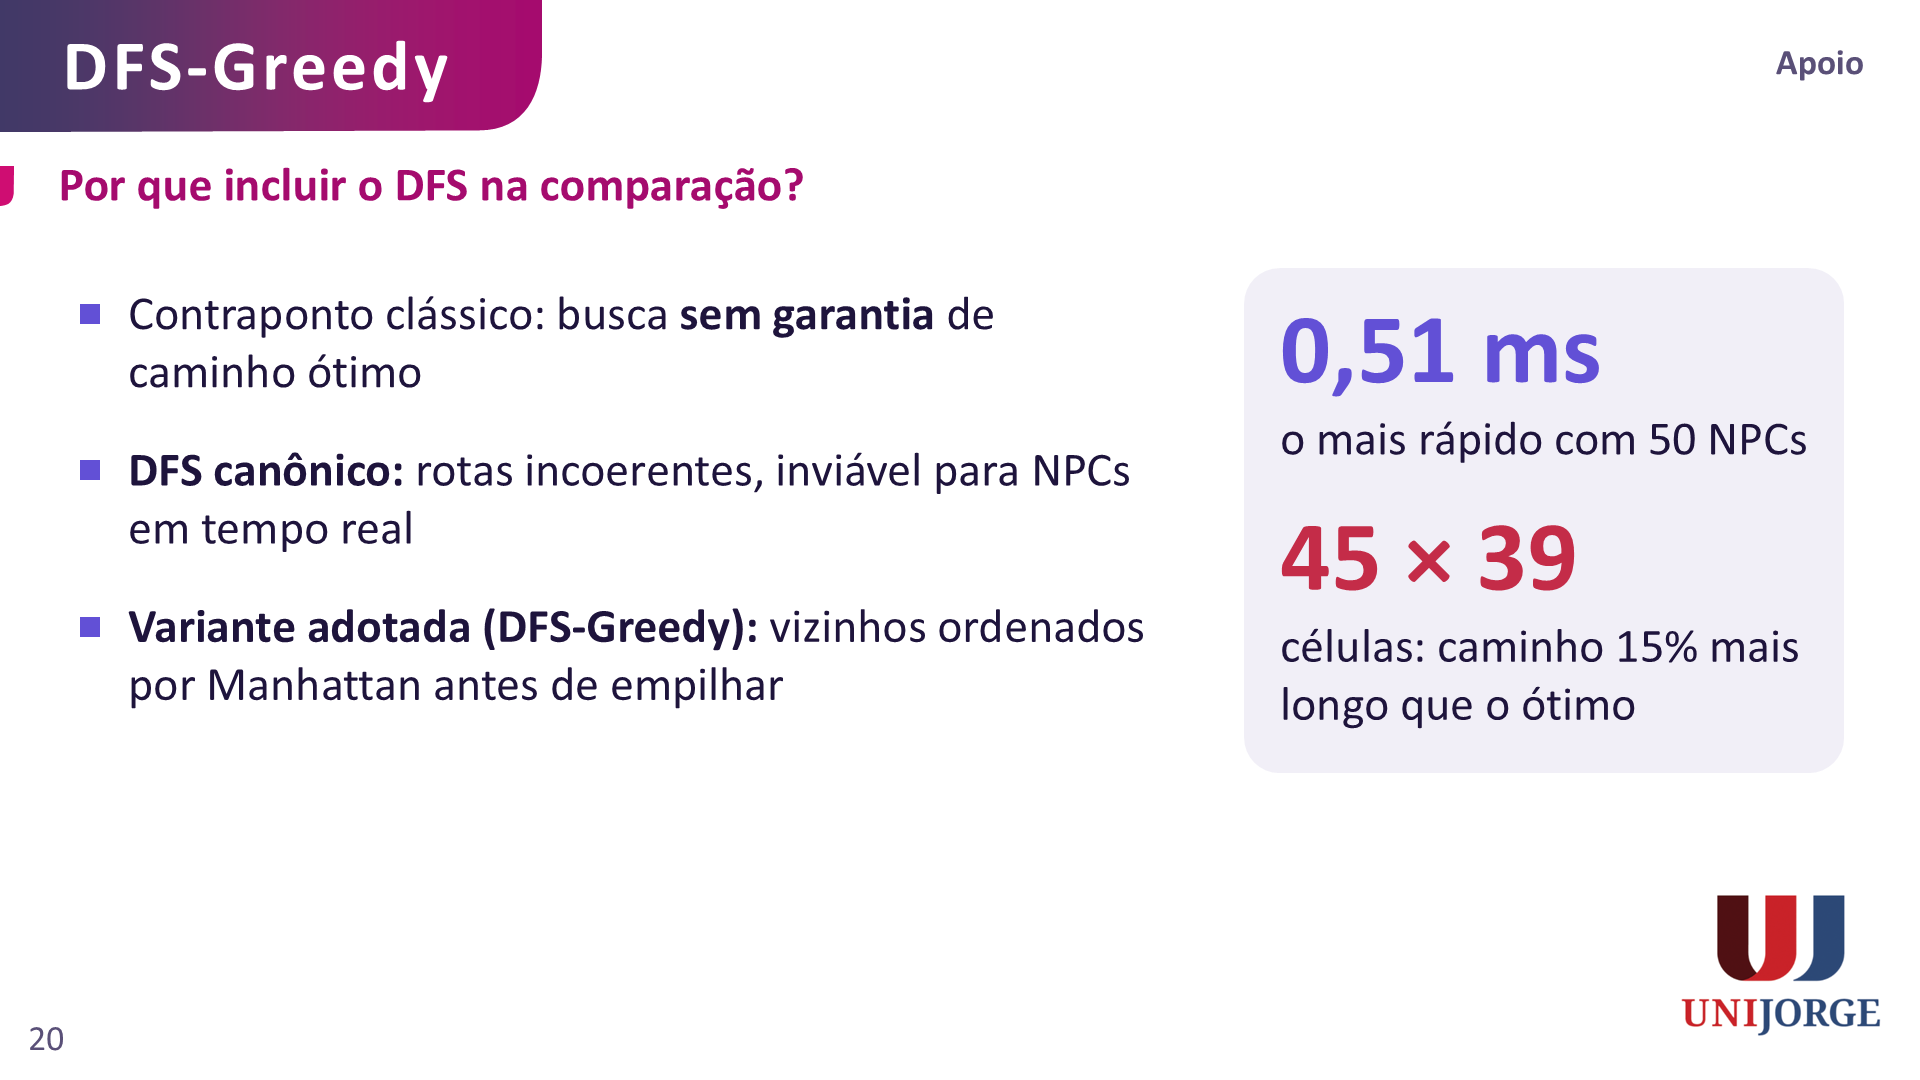 DFS-Greedy
Apoio
Por que incluir o DFS na comparação?
Contraponto clássico: busca sem garantia de
caminho ótimo
DFS canônico: rotas incoerentes, inviável para NPCs
em tempo real
Variante adotada (DFS-Greedy): vizinhos ordenados
por Manhattan antes de empilhar
0,51 ms
o mais rápido com 50 NPCs
45 × 39
células: caminho 15% mais
longo que o ótimo
UNIJORGE
20